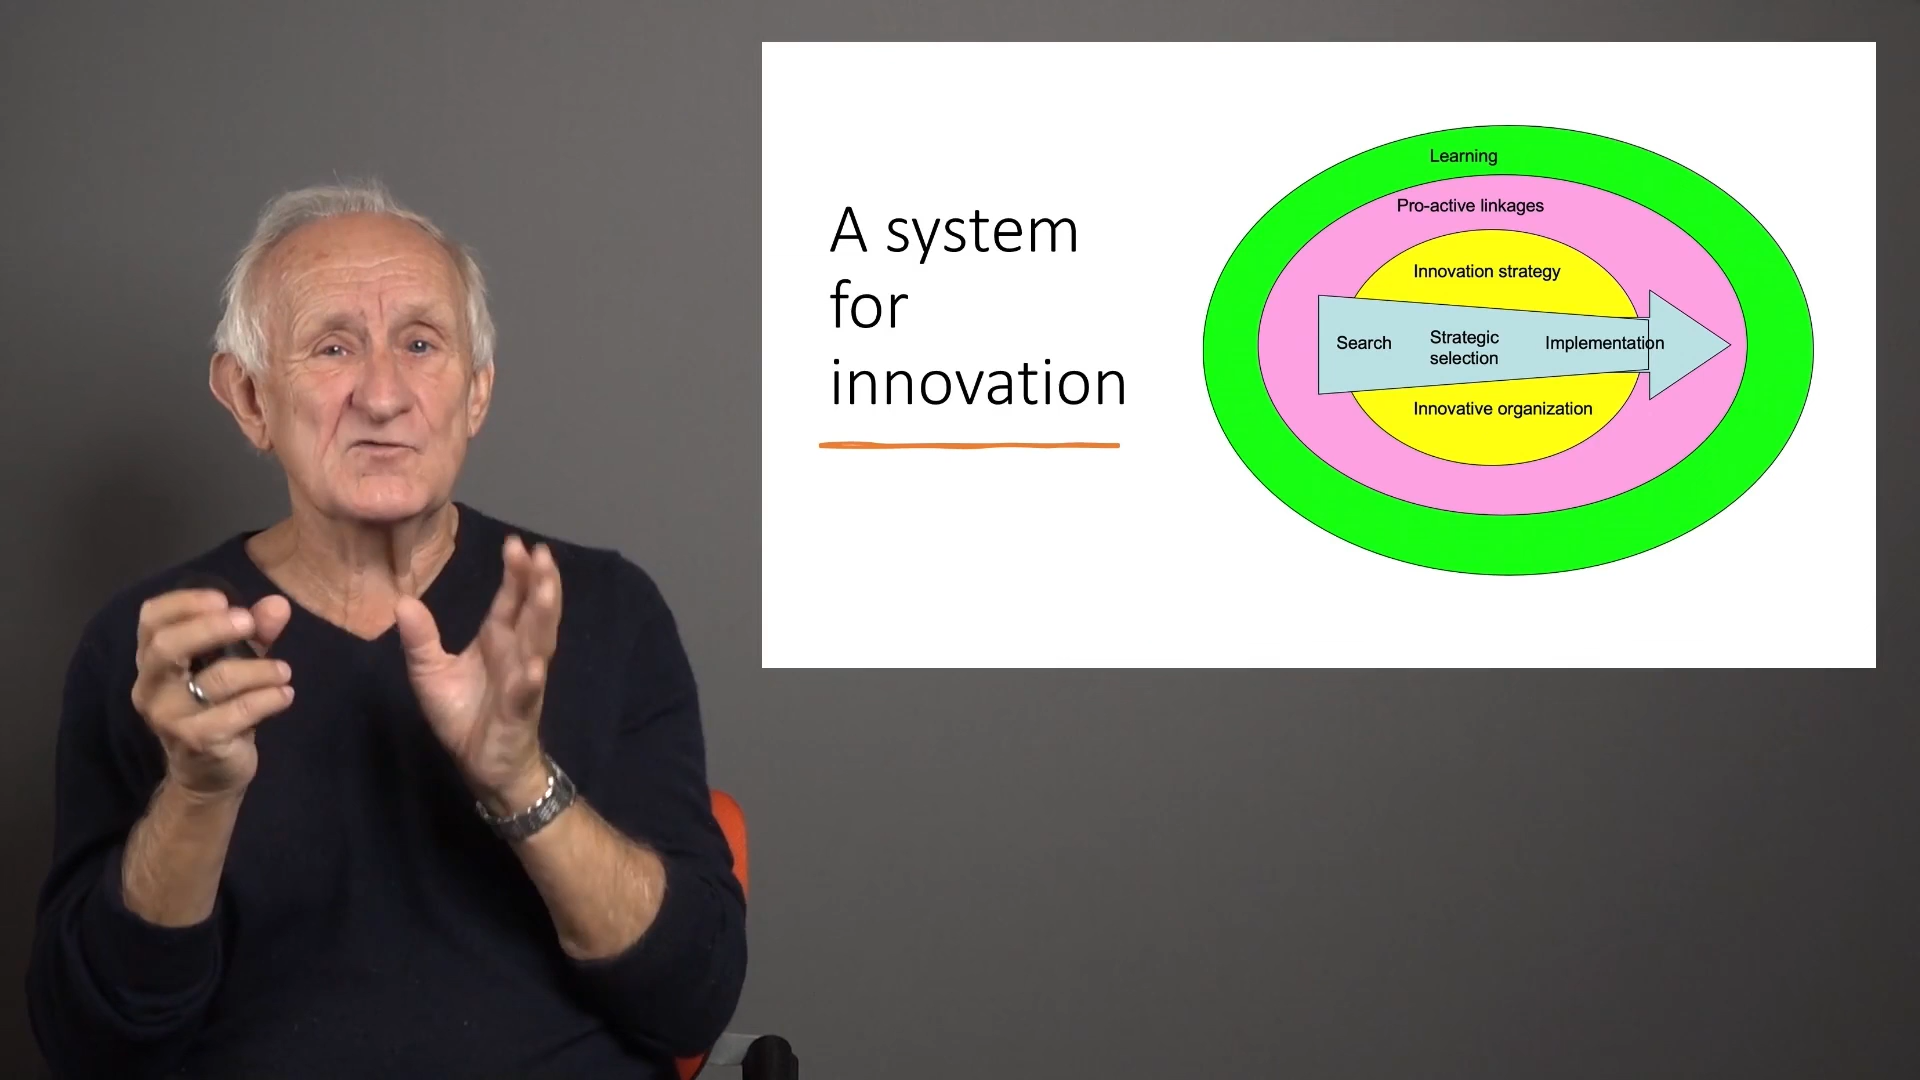 A system
for
innovation
Learning
Pro-active linkages
Innovation strategy
Search
Strategic
selection
Implementation
Innovative organization